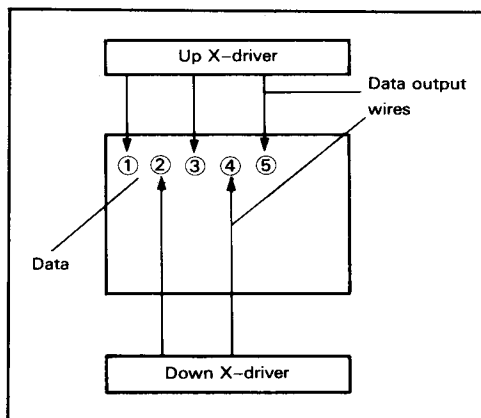 Up X–driver
Data output
wires
① ② ③ ④ ⑤
Data
Down X–driver